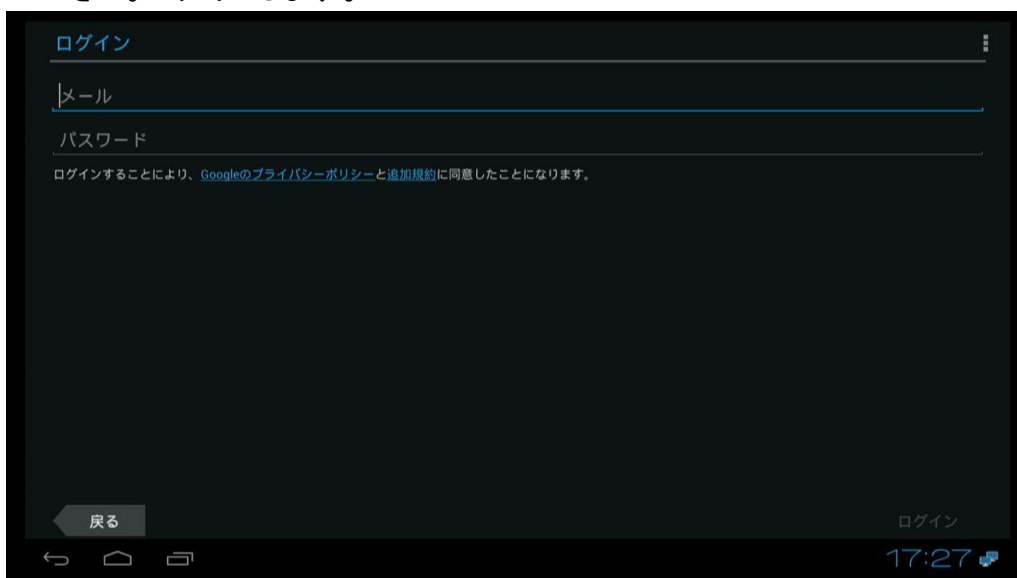 ログイン
メール
パスワード
ログインすることにより、Googleのプライバシーポリシーと追加規約に同意したことになります。
戻る
ログイン
17:27